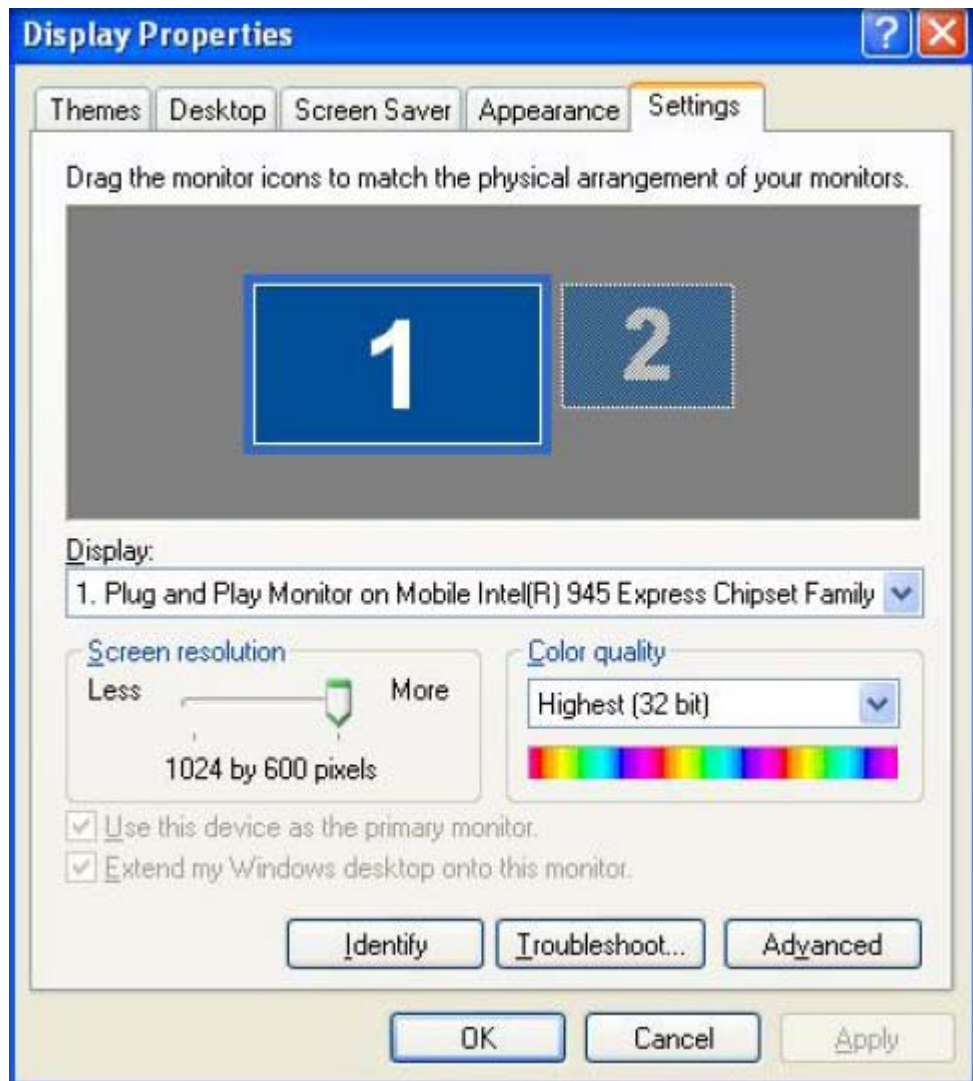 Display Properties
Themes Desktop Screen Saver Appearance Settings
Drag the monitor icons to match the physical arrangement of your monitors.
1 2
Display:
1. Plug and Play Monitor on Mobile Intel(R) 945 Express Chipset Family
Screen resolution Color quality
Less More Highest (32 bit)
1024 by 600 pixels
Use this device as the primary monitor.
Extend my Windows desktop onto this monitor.
Identify Troubleshoot... Advanced
OK Cancel Apply